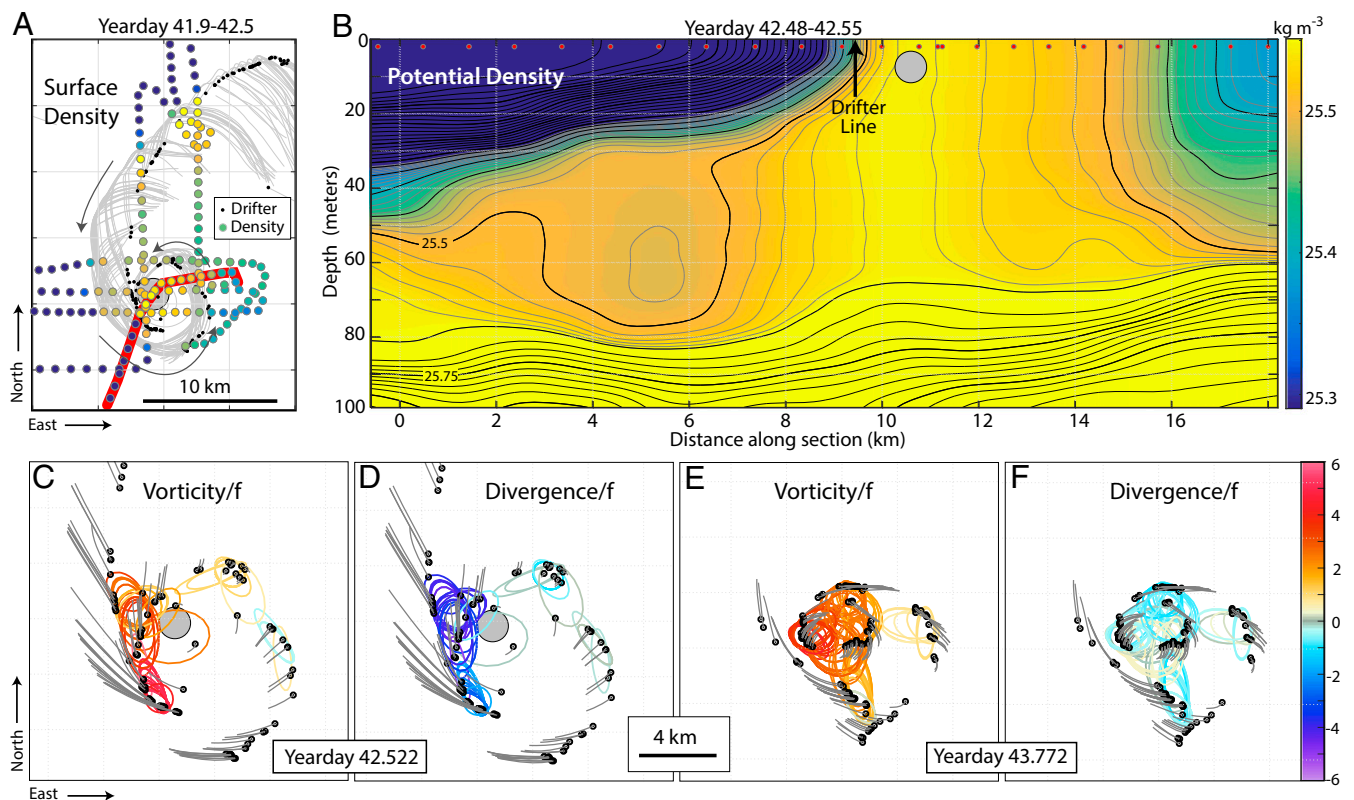 A
Yearday 41.9-42.5
Surface
Density
Drifter
Density
10 km
North
East
B
Yearday 42.48-42.55
kg m-3
Potential Density
Drifter
Line
25.5
25.75
0
20
40
60
80
100
Depth (meters)
0 2 4 6 8 10 12 14 16
Distance along section (km)
25.5
25.4
25.3
C
Vorticity/f
D
Divergence/f
E
Vorticity/f
F
Divergence/f
6
4
2
0
-2
-4
-6
4 km
Yearday 42.522
Yearday 43.772
North
East